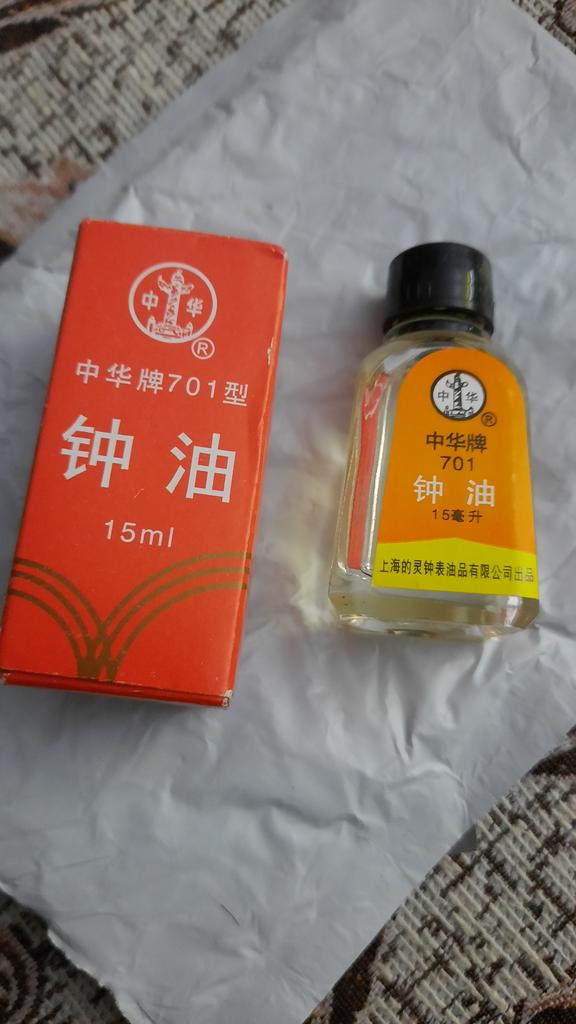 中 华
®
中华牌701型
钟油
15ml
中 华
®
中华牌
701
钟油
15毫升
上海的灵钟表油品有限公司出品